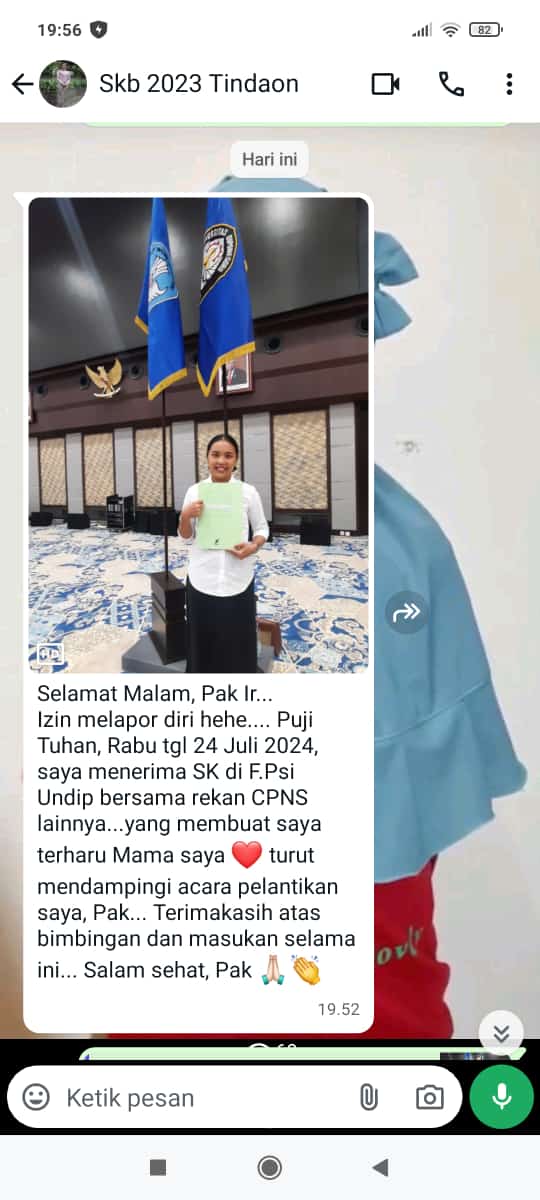 19:56
82
Skb 2023 Tindaon
Hari ini
HD
Selamat Malam, Pak Ir...
Izin melapor diri hehe.... Puji
Tuhan, Rabu tgl 24 Juli 2024,
saya menerima SK di F.Psi
Undip bersama rekan CPNS
lainnya...yang membuat saya
terharu Mama saya ❤️ turut
mendampingi acara pelantikan
saya, Pak... Terimakasih atas
bimbingan dan masukan selama
ini... Salam sehat, Pak 🙏🏻👏
19.52
Ketik pesan